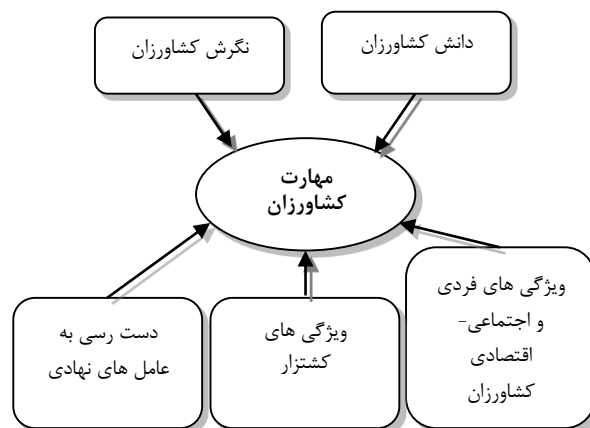 دانش کشاورزان
نگرش کشاورزان
مهارت
کشاورزان
ویژگی های فردی
و اجتماعی-
اقتصادی
کشاورزان
ویژگی های
کشتزار
دست رسی به
عامل های نهادی